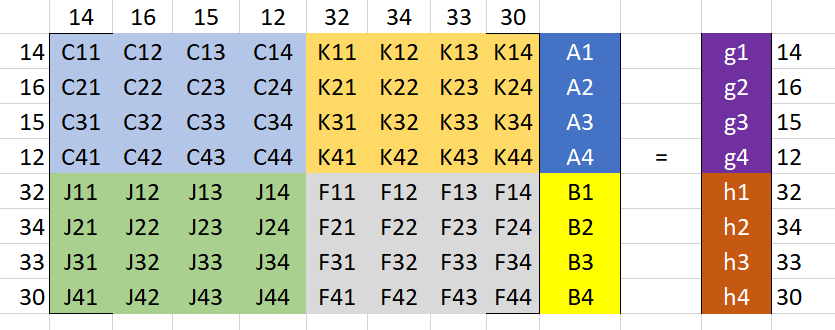 14 16 15 12 32 34 33 30
14 C11 C12 C13 C14 K11 K12 K13 K14 A1 g1 14
16 C21 C22 C23 C24 K21 K22 K23 K24 A2 g2 16
15 C31 C32 C33 C34 K31 K32 K33 K34 A3 g3 15
12 C41 C42 C43 C44 K41 K42 K43 K44 A4 = g4 12
32 J11 J12 J13 J14 F11 F12 F13 F14 B1 h1 32
34 J21 J22 J23 J24 F21 F22 F23 F24 B2 h2 34
33 J31 J32 J33 J34 F31 F32 F33 F34 B3 h3 33
30 J41 J42 J43 J44 F41 F42 F43 F44 B4 h4 30